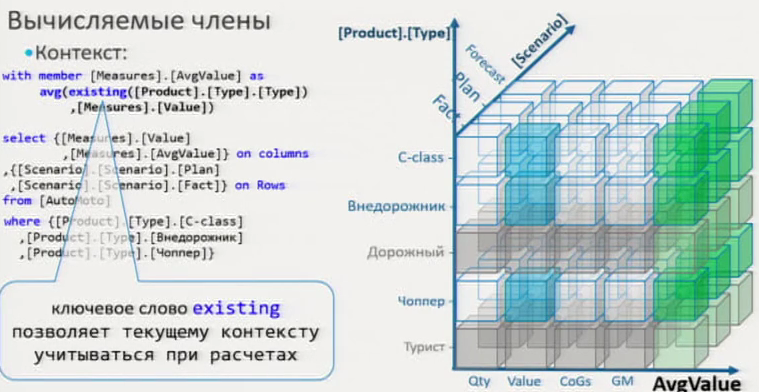 Вычисляемые члены
•Контекст:
with member [Measures].[AvgValue] as
avg(existing([Product].[Type].[Type])
,[Measures].[Value])
select {[Measures].[Value]
,[Measures].[AvgValue]} on columns
,{[Scenario].[Scenario].[Plan]
,[Scenario].[Scenario].[Fact]} on Rows
from [AutoMoto]
where {[Product].[Type].[C-class]
,[Product].[Type].[Внедорожник]
,[Product].[Type].[Чоппер]}
ключевое слово existing
позволяет текущему контексту
учитываться при расчетах
[Product].[Type]
[Scenario]
Forecast
Plan
Fact
C-class
Внедорожник
Дорожный
Чоппер
Турист
Qty Value CoGs GM AvgValue